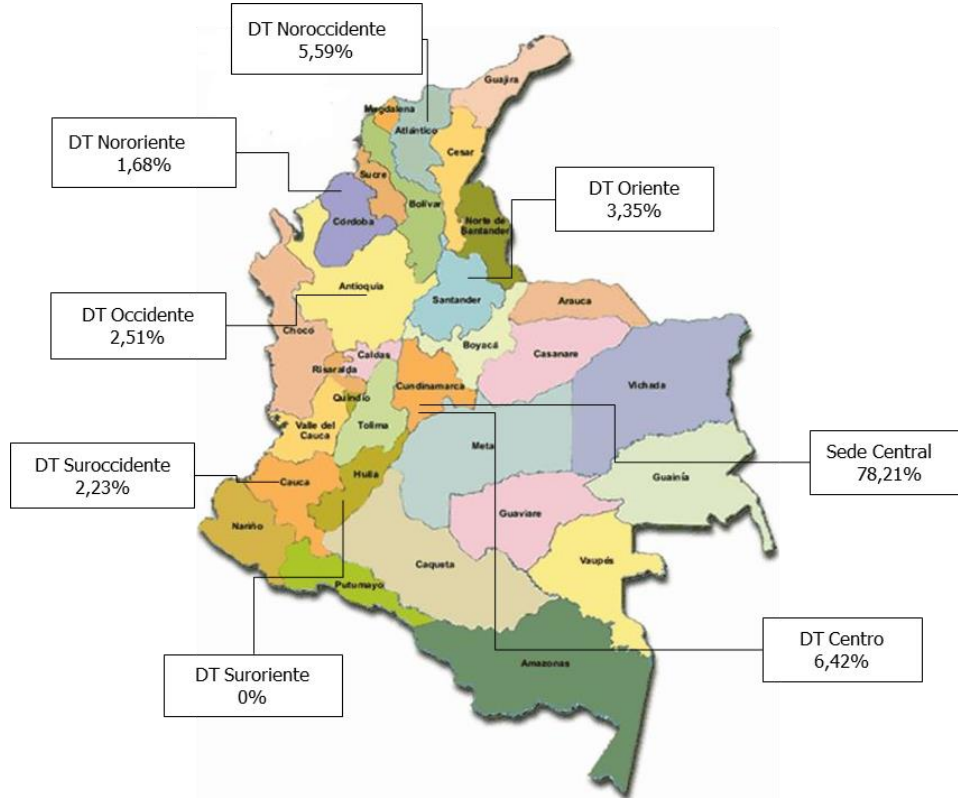 DT Noroccidente
5,59%
Guajira
Magdalena
Atlántico
DT Nororiente
1,68%
Cesar
Sucre
DT Oriente
3,35%
Bolívar
Norte de
Santander
Córdoba
Antioquia
Santander
Arauca
DT Occidente
2,51%
Chocó
Boyacá
Casanare
Caldas
Risaralda
Cundinamarca
Vichada
Quindío
Valle del
Cauca
Tolima
Meta
DT Suroccidente
2,23%
Sede Central
78,21%
Huila
Cauca
Guainía
Guaviare
Nariño
Vaupés
Caqueta
Putumayo
DT Centro
6,42%
DT Suroriente
0%
Amazonas